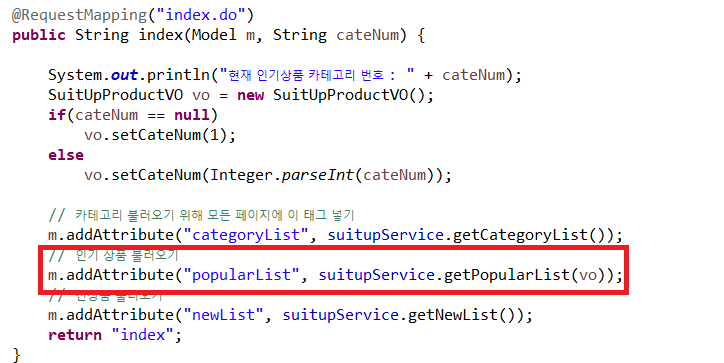 @RequestMapping("index.do")
public String index(Model m, String cateNum) {
System.out.println("현재 인기상품 카테고리 번호 : " + cateNum);
SuitUpProductVO vo = new SuitUpProductVO();
if(cateNum == null)
vo.setCateNum(1);
else
vo.setCateNum(Integer.parseInt(cateNum));
// 카테고리 불러오기 위해 모든 페이지에 이 태그 넣기
m.addAttribute("categoryList", suitupService.getCategoryList());
// 인기 상품 불러오기
m.addAttribute("popularList", suitupService.getPopularList(vo));
// 신상품 불러오기
m.addAttribute("newList", suitupService.getNewList());
return "index";
}